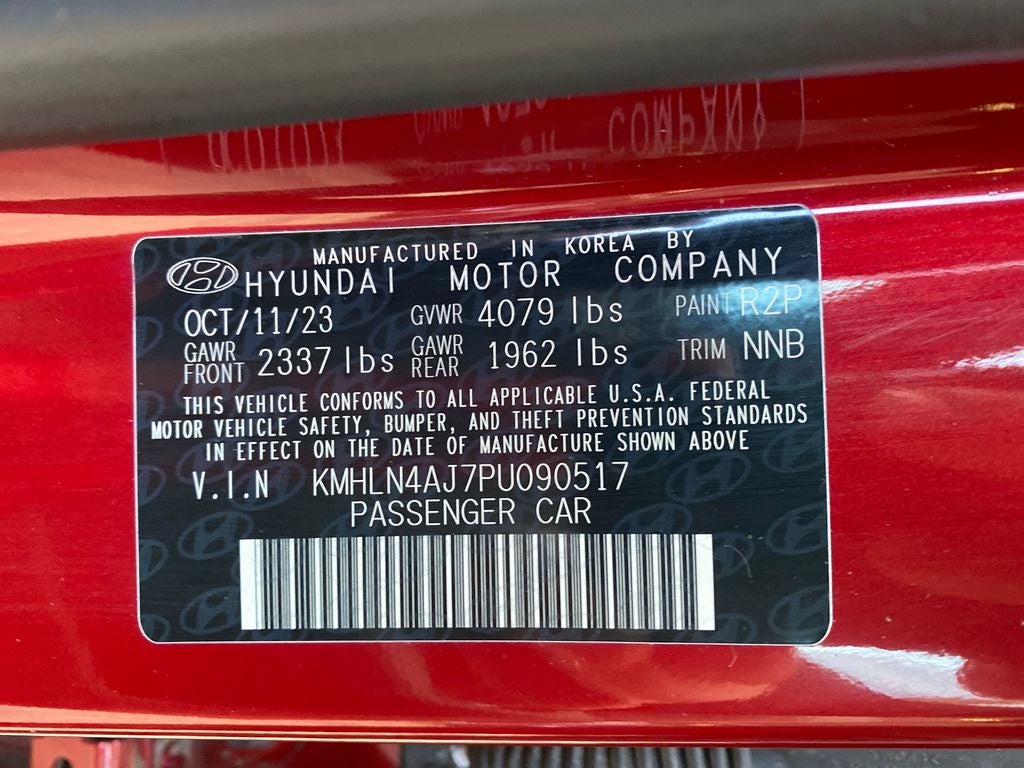 MANUFACTURED IN KOREA BY
HYUNDAI MOTOR COMPANY
OCT/11/23 GVWR 4079 lbs PAINT R2P
GAWR FRONT 2337 lbs GAWR REAR 1962 lbs TRIM NNB
THIS VEHICLE CONFORMS TO ALL APPLICABLE U.S.A. FEDERAL
MOTOR VEHICLE SAFETY, BUMPER, AND THEFT PREVENTION STANDARDS
IN EFFECT ON THE DATE OF MANUFACTURE SHOWN ABOVE
V.I.N KMHLN4AJ7PU090517
PASSENGER CAR